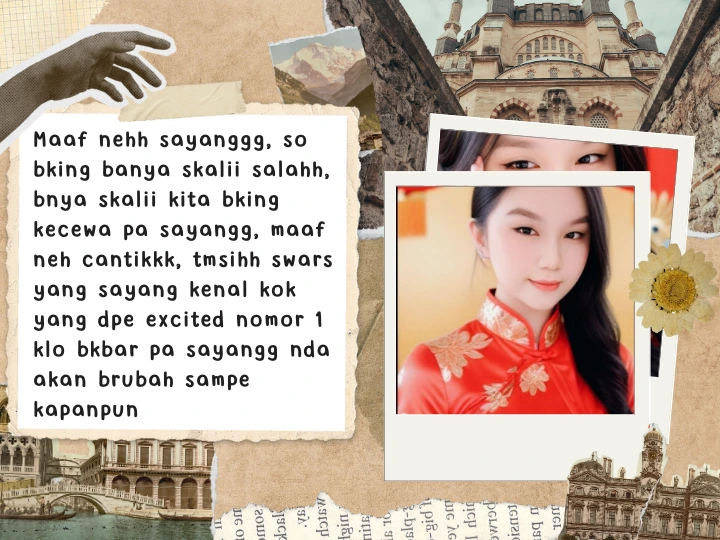 Maaf nehh sayanggg, so
bking banya skalii salahh,
bnya skalii kita bking
kecewa pa sayangg, maaf
neh cantikkk, tmsihh swars
yang sayang kenal kok
yang dpe excited nomor 1
klo bkbar pa sayangg nda
akan brubah sampe
kapanpun